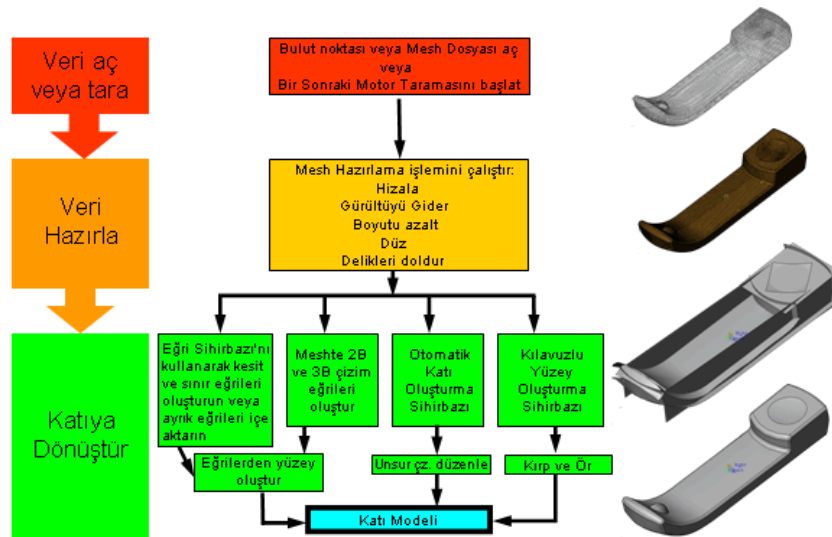 Veri aç
veya tara
Bulut noktası veya Mesh Dosyası aç
veya
Bir Sonraki Motor Taramasını başlat
Veri
Hazırla
Mesh Hazırlama işlemini çalıştır:
Hizala
Gürültüyü Gider
Boyutu azalt
Düz
Delikleri doldur
Katıya
Dönüştür
Eğri Sihirbazı'nı
kullanarak kesit
ve sınır eğrileri
oluşturun veya
ayrık eğrileri içe
aktarın
Meshte 2B
ve 3B çizim
eğrileri
oluştur
Otomatik
Katı
Oluşturma
Sihirbazı
Kılavuzlu
Yüzey
Oluşturma
Sihirbazı
Eğrilerden yüzey
oluştur
Unsur çz. düzenle
Kırp ve Ör
Katı Modeli